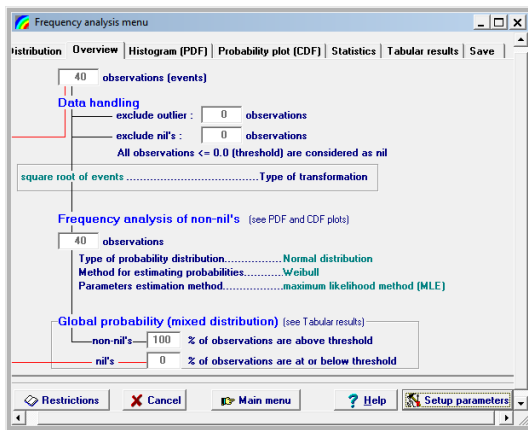 Frequency analysis menu
istribution Overview Histogram (PDF) Probability plot (CDF) Statistics Tabular results Save
40 observations (events)
Data handling
exclude outlier : 0 observations
exclude nil's : 0 observations
All observations <= 0.0 (threshold) are considered as nil
square root of events ........................................Type of transformation
Frequency analysis of non-nil's (see PDF and CDF plots)
40 observations
Type of probability distribution...............Normal distribution
Method for estimating probabilities..........Weibull
Parameters estimation method................maximum likelihood method (MLE)
Global probability (mixed distribution) (see Tabular results)
non-nil's 100 % of observations are above threshold
nil's 0 % of observations are at or below threshold
Restrictions Cancel Main menu Help Setup parameters